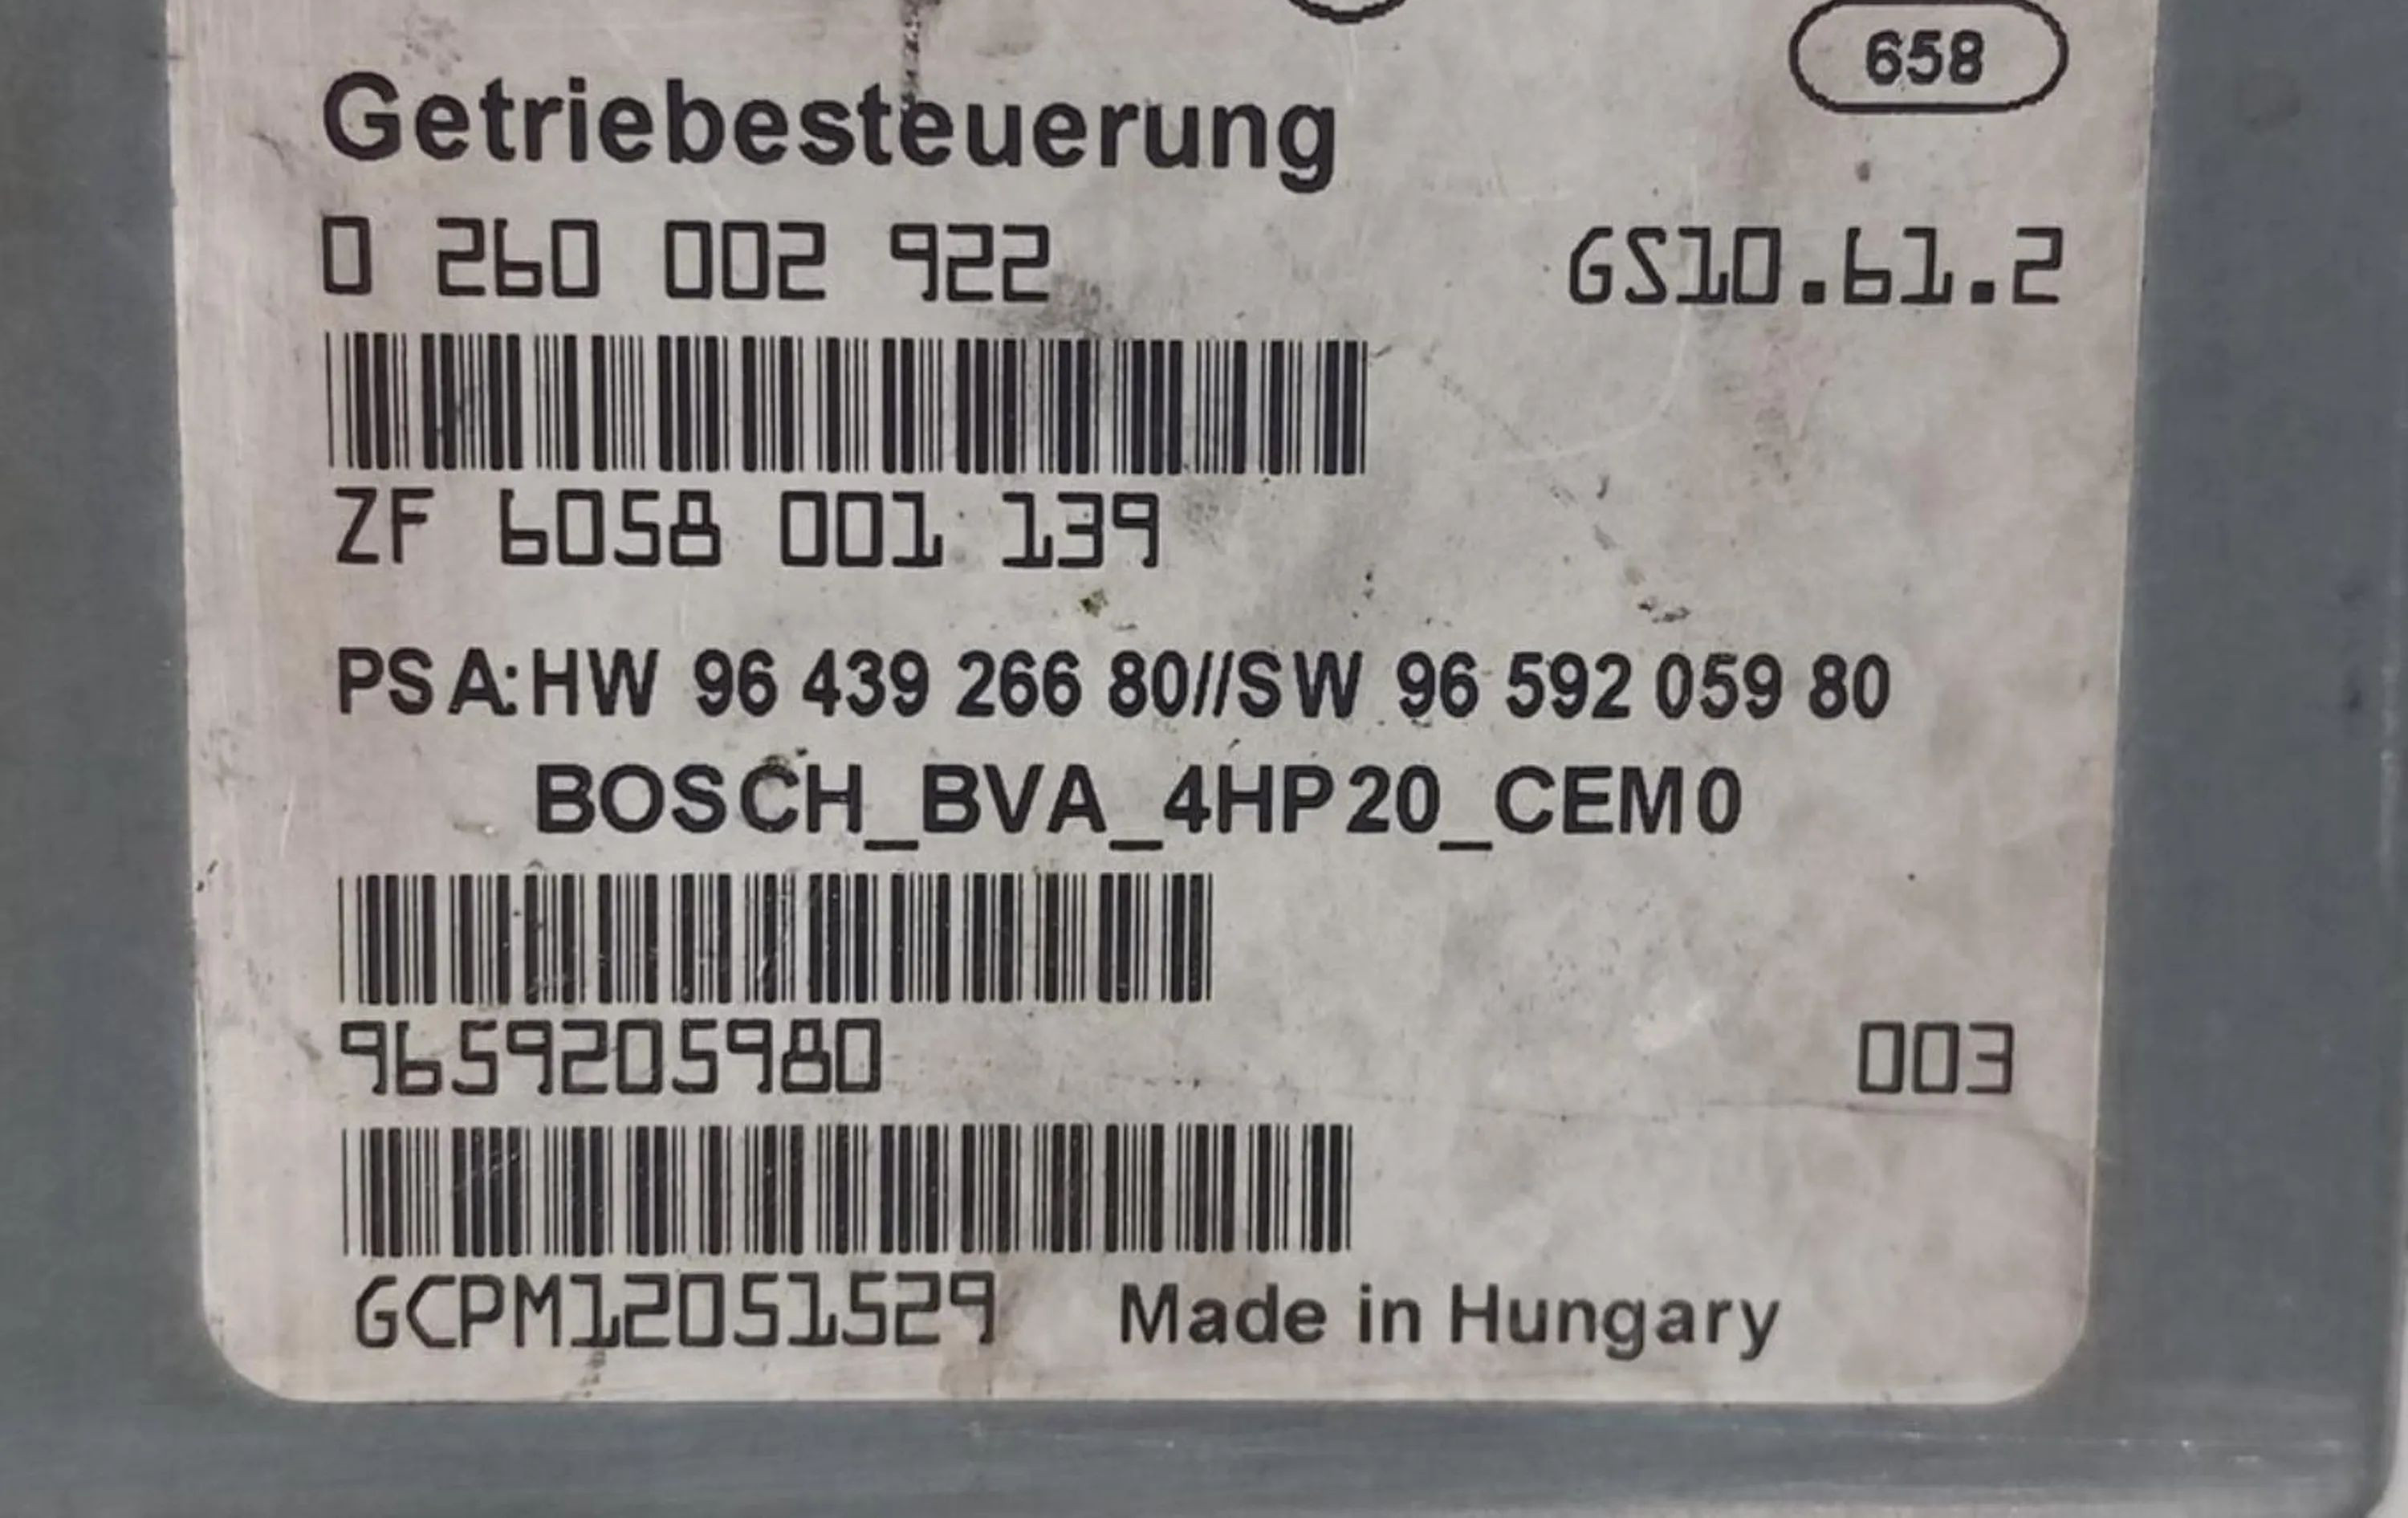 658
Getriebesteuerung
0 260 002 922 GS10.61.2
ZF 6058 001 139
PSA:HW 96 439 266 80//SW 96 592 059 80
BOSCH_BVA_4HP20_CEM0
9659205980 003
GCPM12051529 Made in Hungary